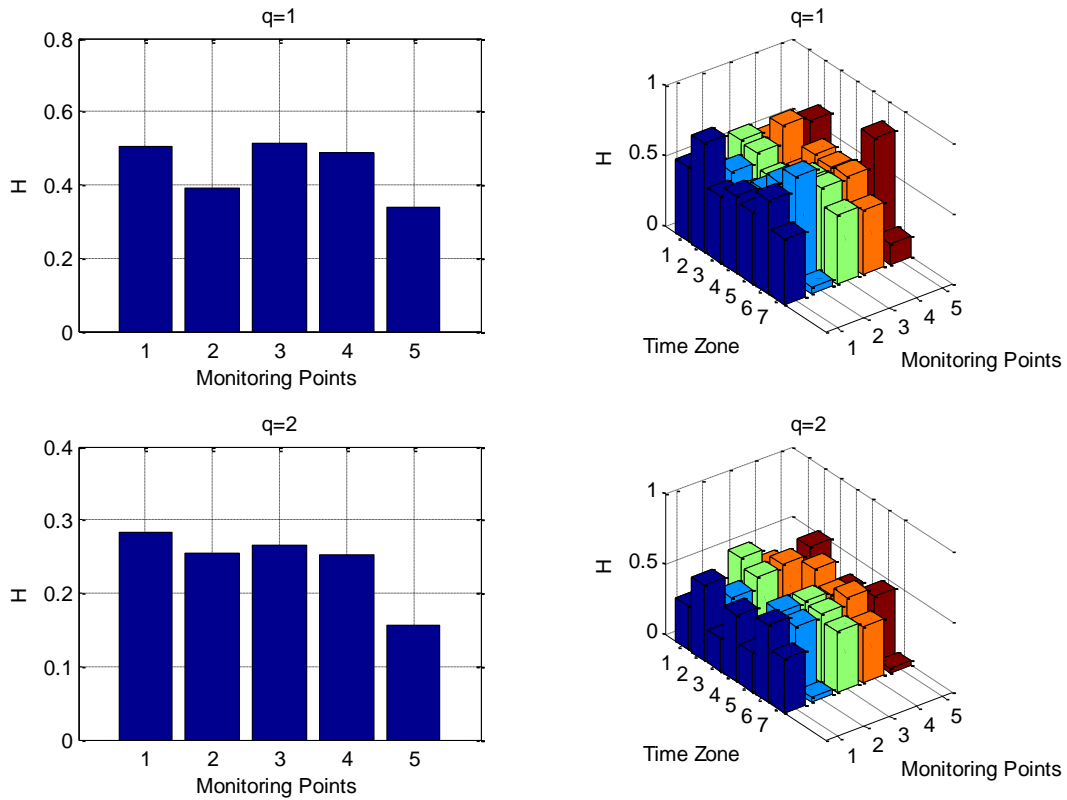 q=1
0.8
0.6
0.4
0.2
0
H
1 2 3 4 5
Monitoring Points
q=1
1
0.5
0
H
1 2 3 4 5 6 7
Time Zone
1 2 3 4 5
Monitoring Points
q=2
0.4
0.3
0.2
0.1
0
H
1 2 3 4 5
Monitoring Points
q=2
1
0.5
0
H
1 2 3 4 5 6 7
Time Zone
1 2 3 4 5
Monitoring Points